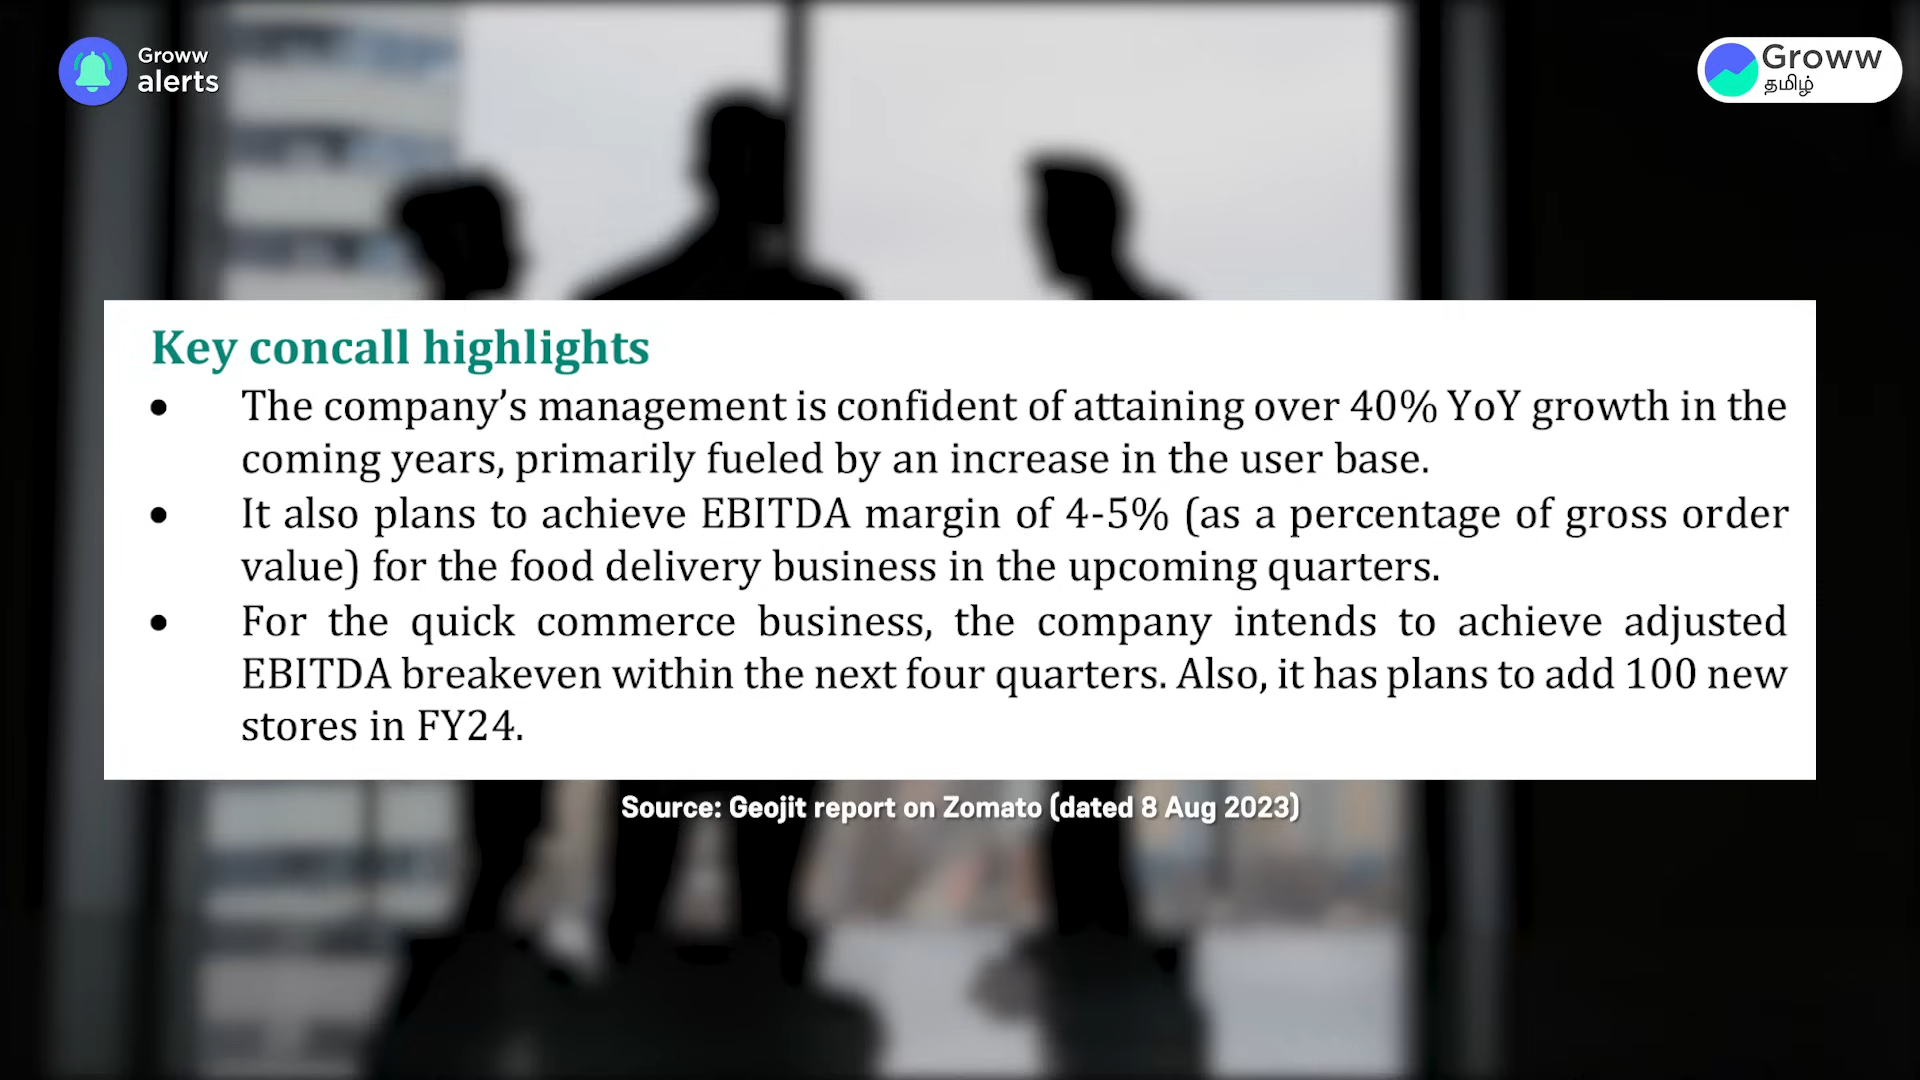 Groww
alerts
Groww
தமிழ்
Key concall highlights
• The company’s management is confident of attaining over 40% YoY growth in the
coming years, primarily fueled by an increase in the user base.
• It also plans to achieve EBITDA margin of 4-5% (as a percentage of gross order
value) for the food delivery business in the upcoming quarters.
• For the quick commerce business, the company intends to achieve adjusted
EBITDA breakeven within the next four quarters. Also, it has plans to add 100 new
stores in FY24.
Source: Geojit report on Zomato (dated 8 Aug 2023)